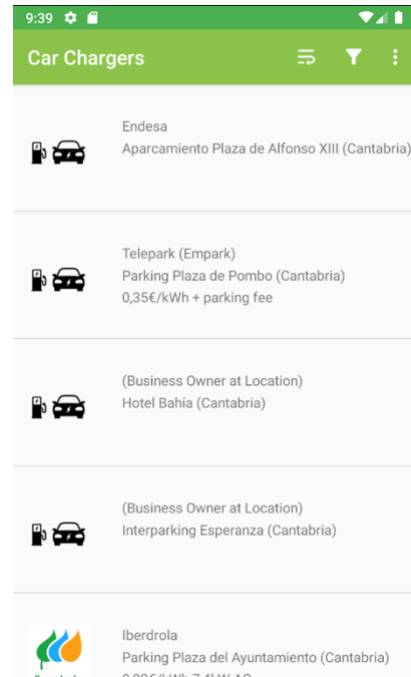 9:39
Car Chargers
Endesa
Aparcamiento Plaza de Alfonso XIII (Cantabria)
Telepark (Empark)
Parking Plaza de Pombo (Cantabria)
0,35€/kWh + parking fee
(Business Owner at Location)
Hotel Bahía (Cantabria)
(Business Owner at Location)
Interparking Esperanza (Cantabria)
Iberdrola
Parking Plaza del Ayuntamiento (Cantabria)